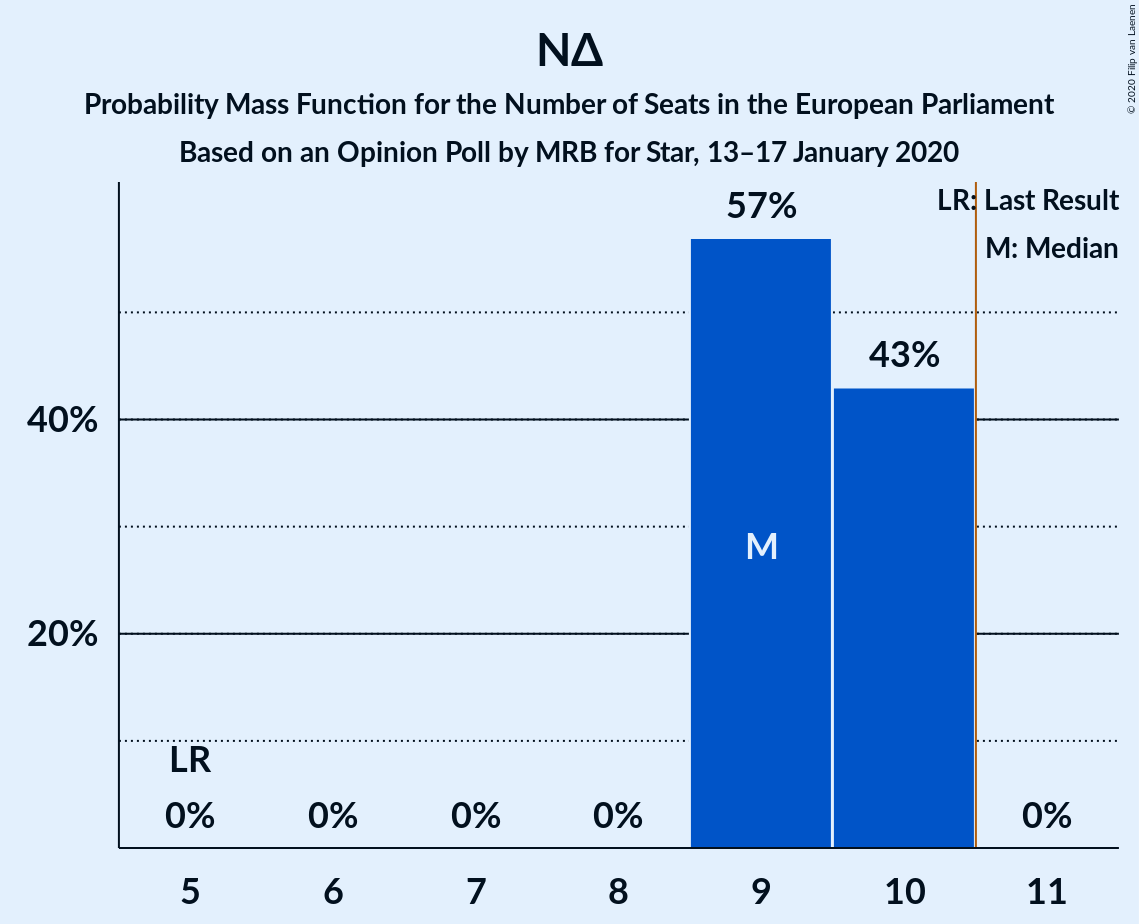 ΝΔ
Probability Mass Function for the Number of Seats in the European Parliament
Based on an Opinion Poll by MRB for Star, 13–17 January 2020
© 2020 Filip van Laenen
LR: Last Result
M: Median
57%
43%
40%
M
20%
LR
0% 0% 0% 0% 0%
5 6 7 8 9 10 11